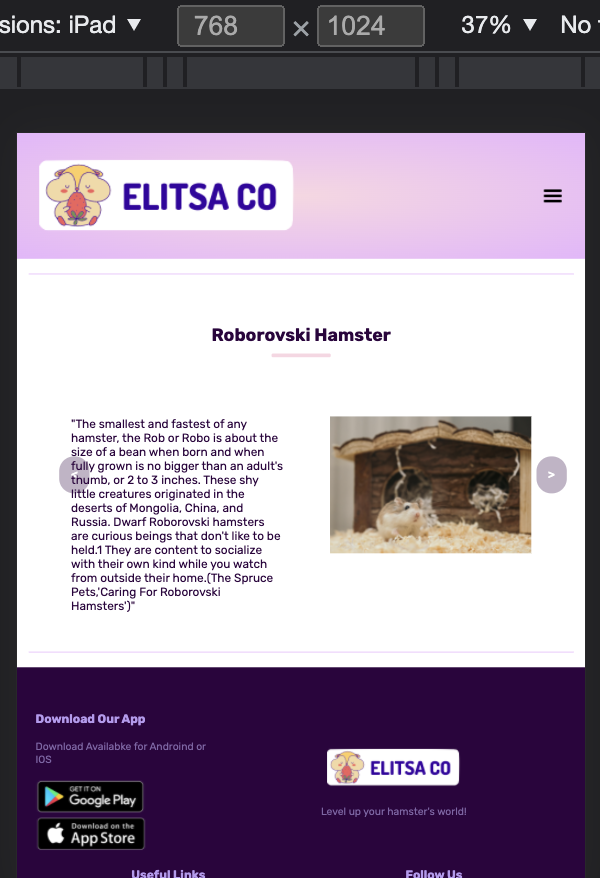 sions: iPad ▼ 768 × 1024 37% ▼ No
ELITSA CO
Roborovski Hamster
"The smallest and fastest of any
hamster, the Rob or Robo is about the
size of a bean when born and when
fully grown is no bigger than an adult's
thumb, or 2 to 3 inches. These shy
little creatures originated in the
deserts of Mongolia, China, and
Russia. Dwarf Roborovski hamsters
are curious beings that don't like to be
held.1 They are content to socialize
with their own kind while you watch
from outside their home.(The Spruce
Pets,'Caring For Roborovski
Hamsters')"
<
>
Download Our App
Download Availabke for Androind or
IOS
GET IT ON
Google Play
Download on the
App Store
ELITSA CO
Level up your hamster's world!
Useful Links
Follow Us